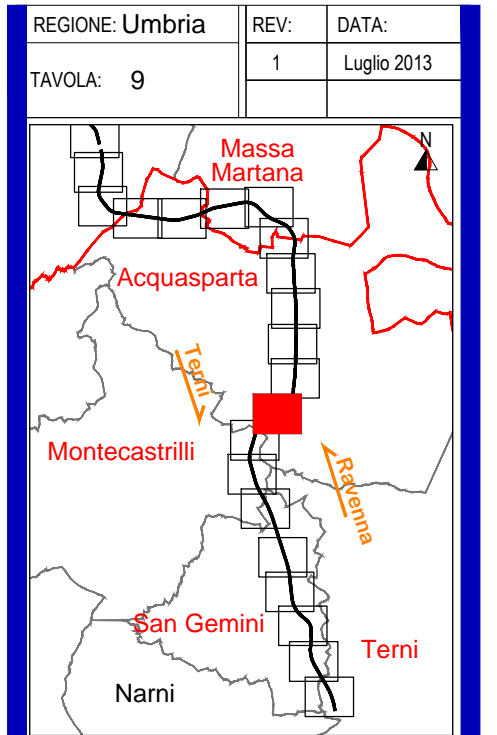 REGIONE: Umbria
REV:
DATA:
TAVOLA: 9
1
Luglio 2013
N
Massa
Martana
Acquasparta
Terni
Montecastrilli
Ravenna
San Gemini
Terni
Narni